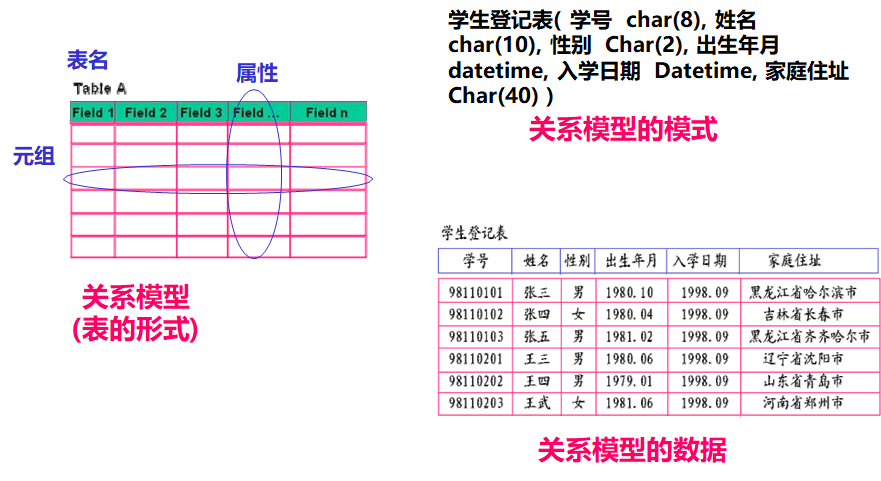 表名
Table A
属性
Field 1 Field 2 Field 3 Field ... Field n
元组
关系模型
(表的形式)
学生登记表( 学号 char(8), 姓名
char(10), 性别 Char(2), 出生年月
datetime, 入学日期 Datetime, 家庭住址
Char(40) )
关系模型的模式
学生登记表
学号 姓名 性别 出生年月 入学日期 家庭住址
98110101 张三 男 1980.10 1998.09 黑龙江省哈尔滨市
98110102 张四 女 1980.04 1998.09 吉林省长春市
98110103 张五 男 1981.02 1998.09 黑龙江省齐齐哈尔市
98110201 王三 男 1980.06 1998.09 辽宁省沈阳市
98110202 王四 男 1979.01 1998.09 山东省青岛市
98110203 王武 女 1981.06 1998.09 河南省郑州市
关系模型的数据